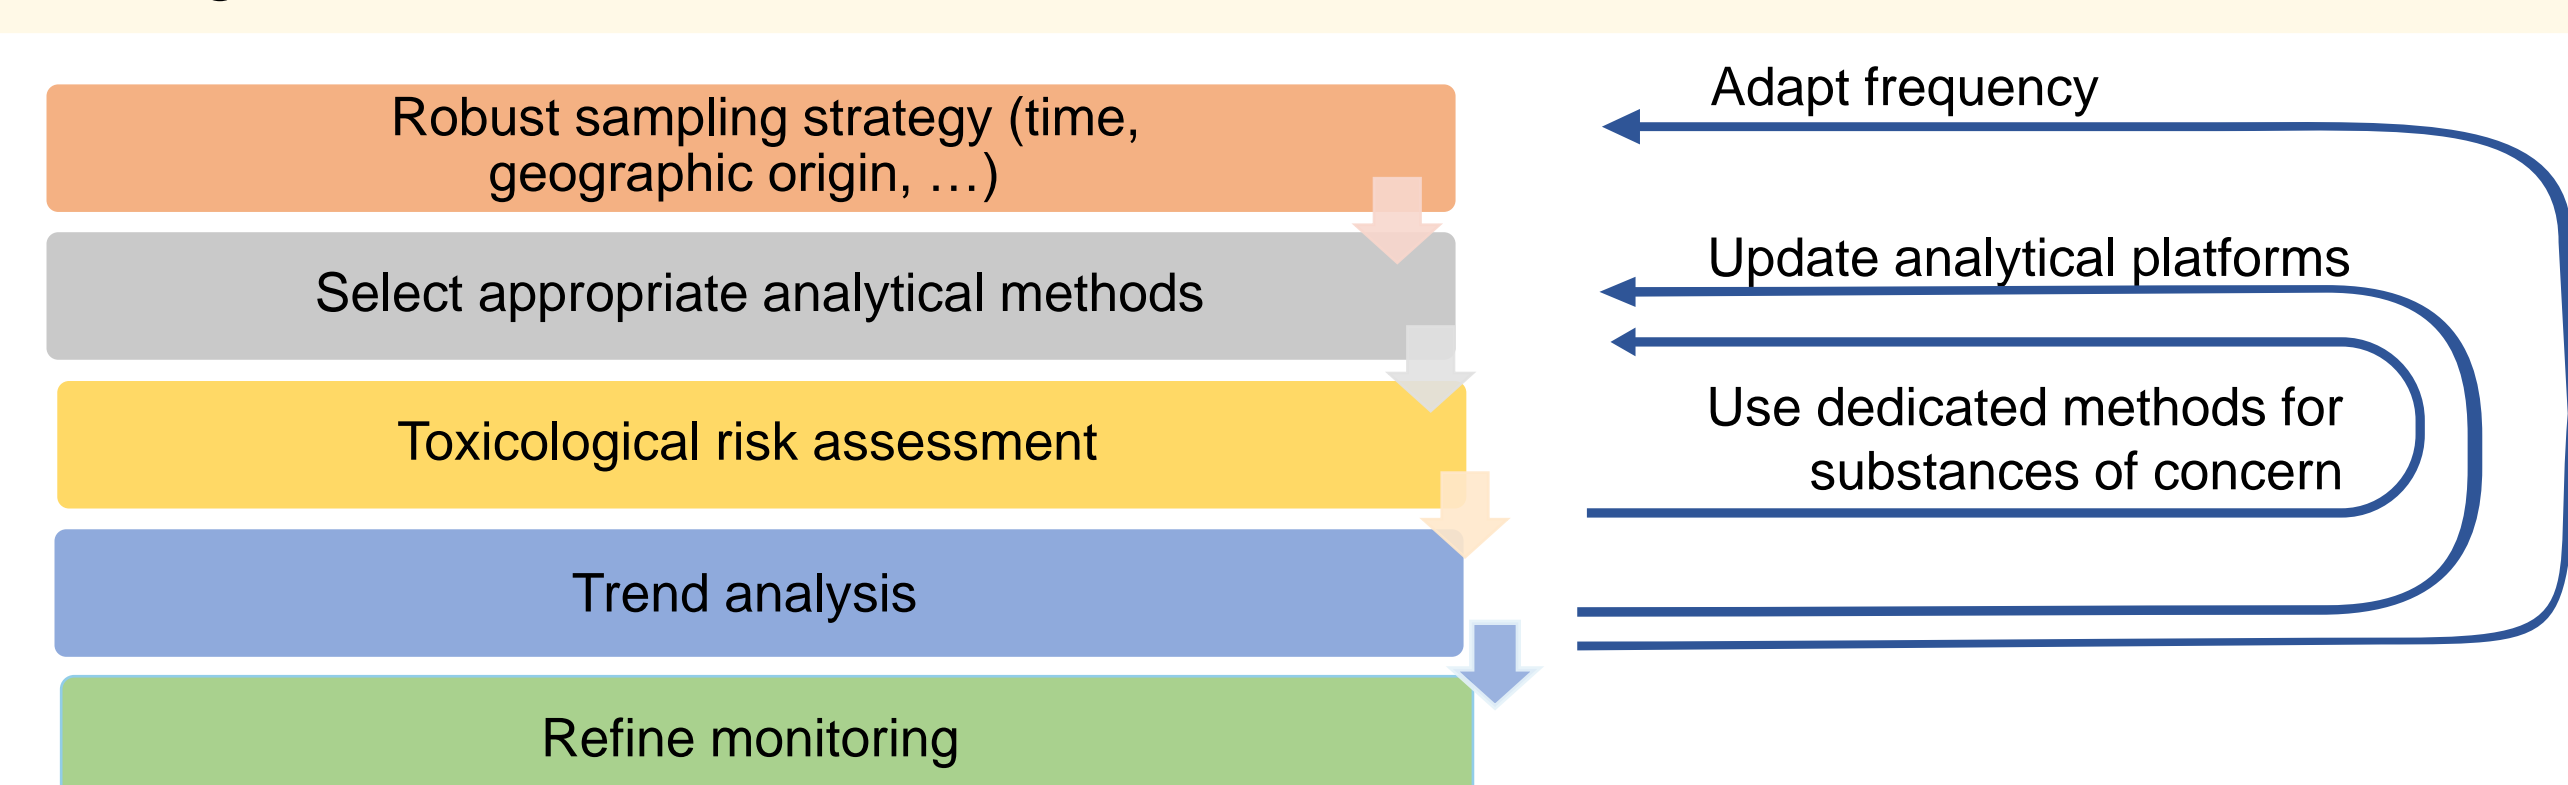 Robust sampling strategy (time,
geographic origin, …)
Select appropriate analytical methods
Toxicological risk assessment
Trend analysis
Refine monitoring
Adapt frequency
Update analytical platforms
Use dedicated methods for
substances of concern